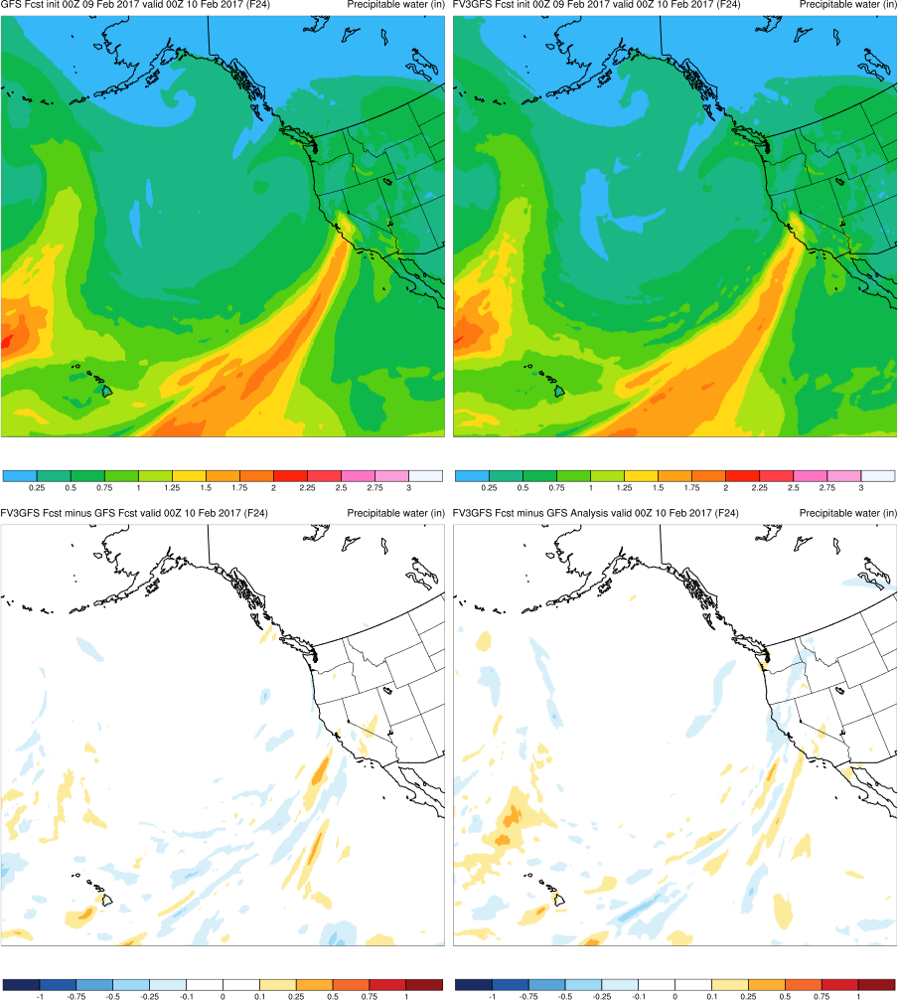 GFS Fcst init 00Z 09 Feb 2017 valid 00Z 10 Feb 2017 (F24) Precipitable water (in)
FV3GFS Fcst init 00Z 09 Feb 2017 valid 00Z 10 Feb 2017 (F24) Precipitable water (in)
0.25 0.5 0.75 1 1.25 1.5 1.75 2 2.25 2.5 2.75 3
0.25 0.5 0.75 1 1.25 1.5 1.75 2 2.25 2.5 2.75 3
FV3GFS Fcst minus GFS Fcst valid 00Z 10 Feb 2017 (F24) Precipitable water (in)
FV3GFS Fcst minus GFS Analysis valid 00Z 10 Feb 2017 (F24) Precipitable water (in)
-1 -0.75 -0.5 -0.25 -0.1 0 0.1 0.25 0.5 0.75 1
-1 -0.75 -0.5 -0.25 -0.1 0 0.1 0.25 0.5 0.75 1